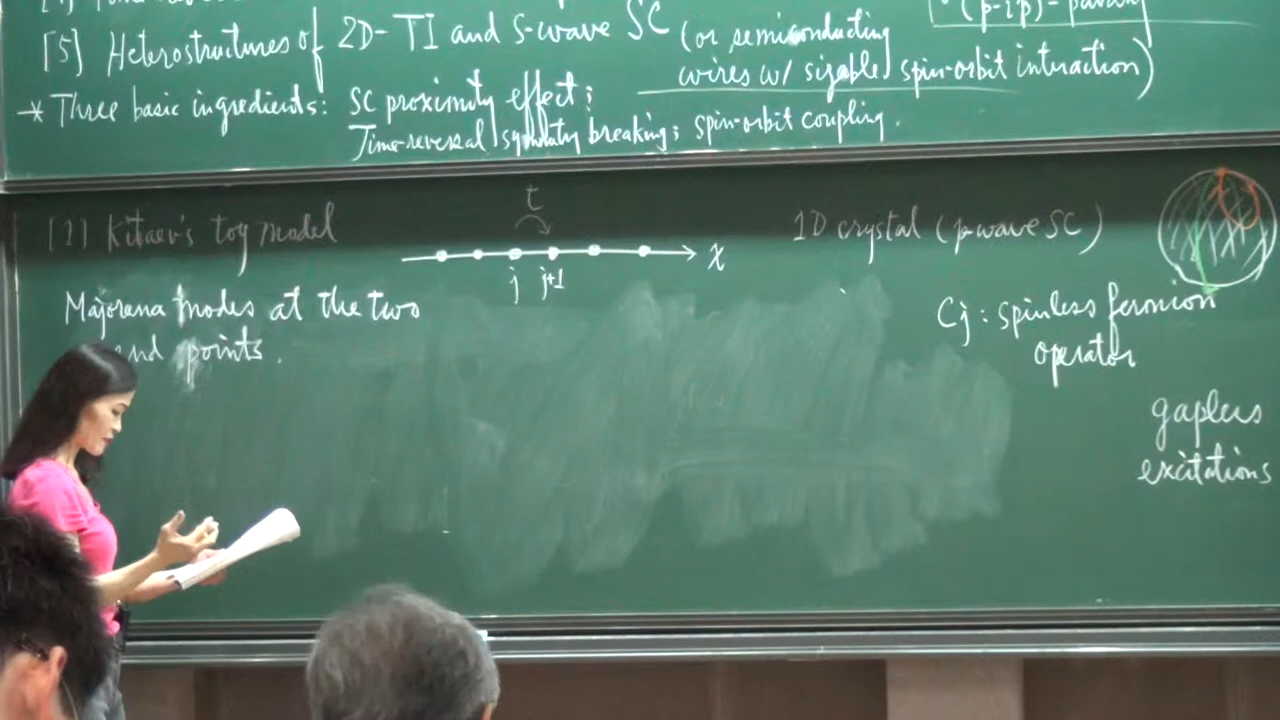 (p-ip)-pairing
[5] Heterostructures of 2D-TI and S-wave SC (or semiconducting
wires w/ sizable spin-orbit interaction)
* Three basic ingredients: SC proximity effect;
Time-reversal symmetry breaking; spin-orbit coupling.
[1] Kitaev's toy model
t
j j+1 x
1D crystal (p-wave SC)
Majorana modes at the two
end points.
Cj: spinless fermion
operator
gapless
excitations